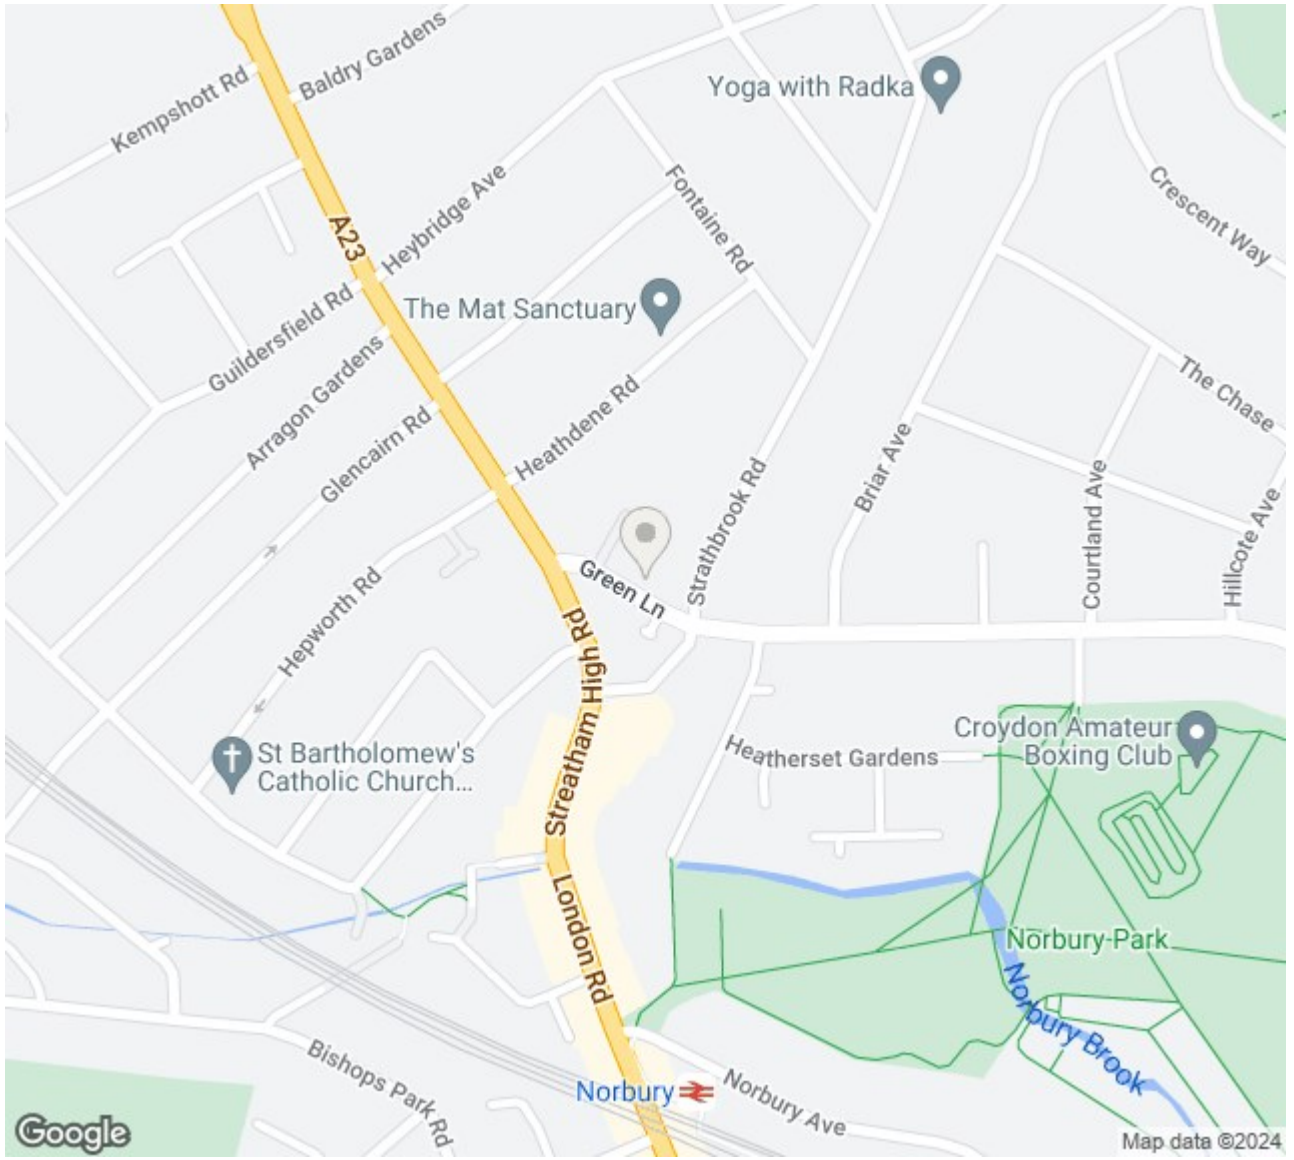 Baldry Gardens
Kempshott Rd
Yoga with Radka
A23
Heybridge Ave
Fontaine Rd
Crescent Way
Guildersfield Rd
The Mat Sanctuary
Arragon Gardens
Glencairn Rd
Heathdene Rd
The Chase
Briar Ave
Strathbrook Rd
Courtland Ave
Hillcote Ave
Green Ln
Hepworth Rd
Streatham High Rd
St Bartholomew's
Catholic Church...
Heatherset Gardens
Croydon Amateur
Boxing Club
London Rd
Norbury Park
Norbury Brook
Bishops Park Rd
Norbury
Norbury Ave
Google
Map data ©2024